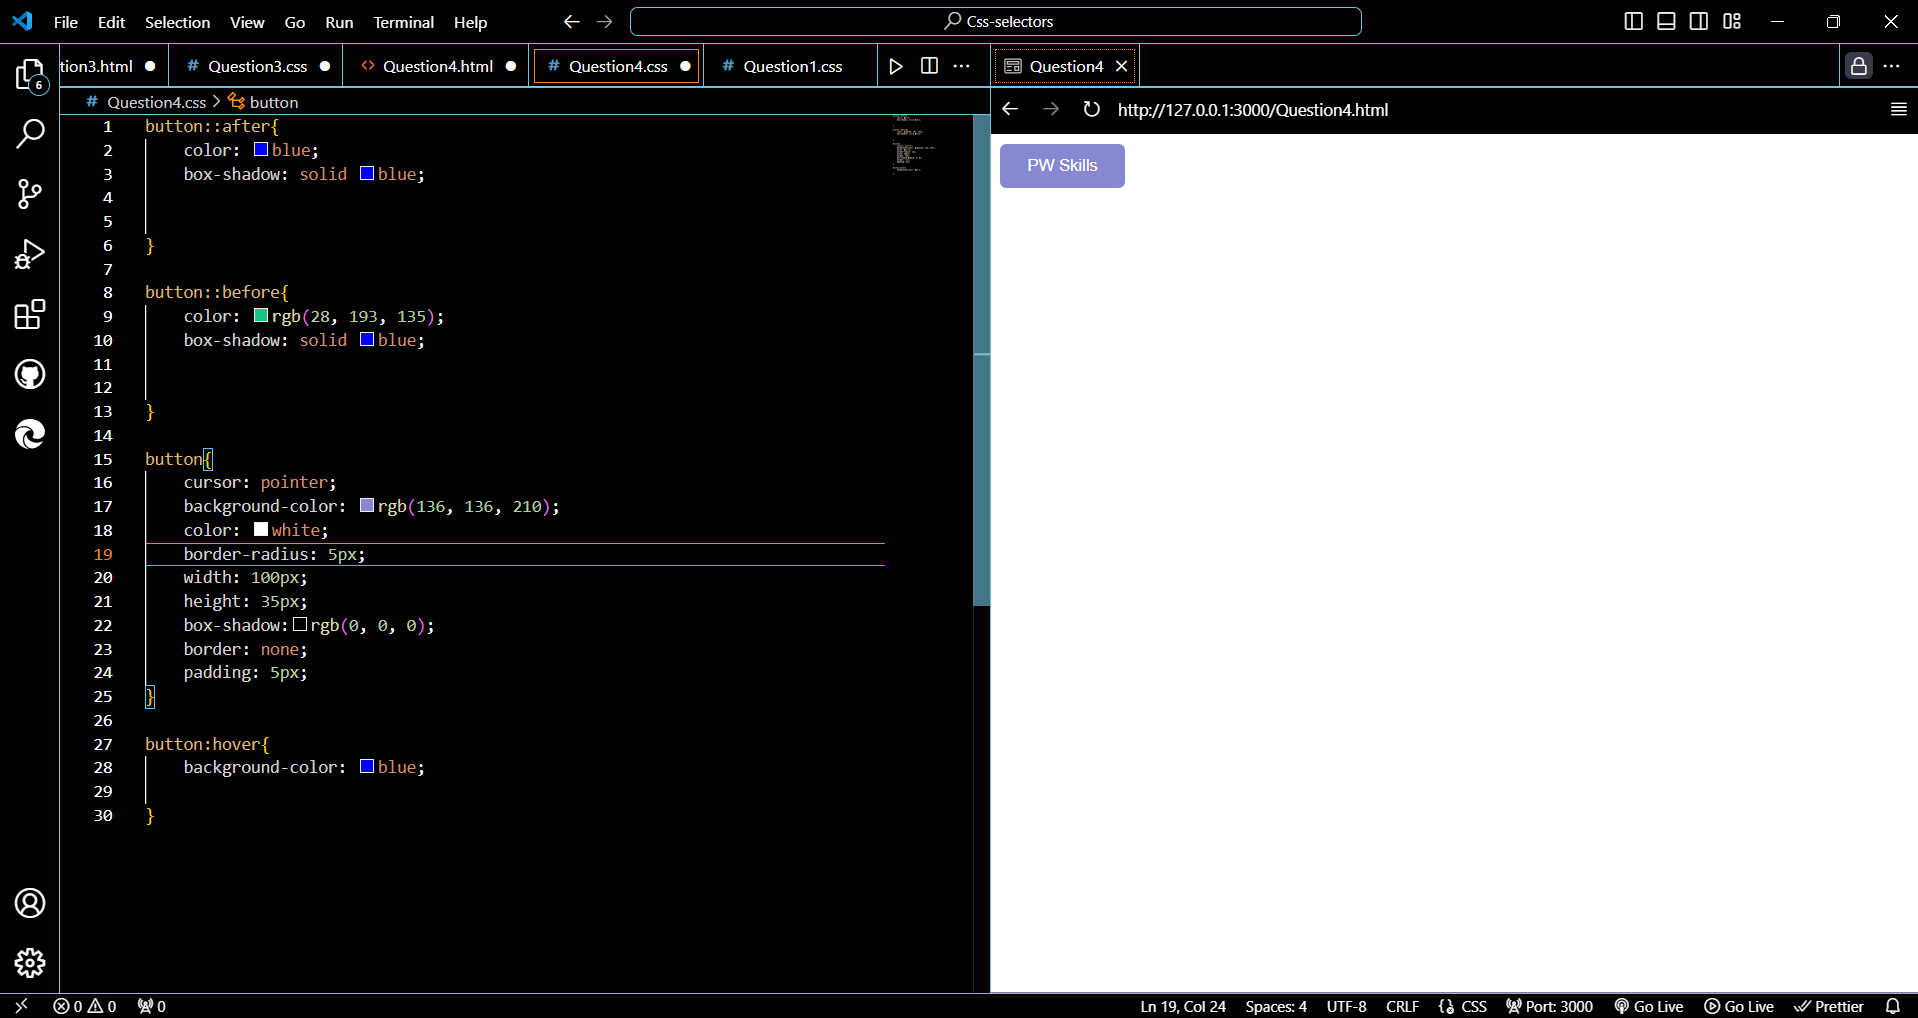 File Edit Selection View Go Run Terminal Help
Css-selectors
tion3.html
# Question3.css
<> Question4.html
# Question4.css
# Question1.css
Question4
6
# Question4.css > button
http://127.0.0.1:3000/Question4.html
PW Skills
1 button::after{
2 color: blue;
3 box-shadow: solid blue;
4
5
6 }
7
8 button::before{
9 color: rgb(28, 193, 135);
10 box-shadow: solid blue;
11
12
13 }
14
15 button{
16 cursor: pointer;
17 background-color: rgb(136, 136, 210);
18 color: white;
19 border-radius: 5px;
20 width: 100px;
21 height: 35px;
22 box-shadow: rgb(0, 0, 0);
23 border: none;
24 padding: 5px;
25 }
26
27 button:hover{
28 background-color: blue;
29
30 }
0 0 0
Ln 19, Col 24 Spaces: 4 UTF-8 CRLF {} CSS Port: 3000 Go Live Go Live Prettier